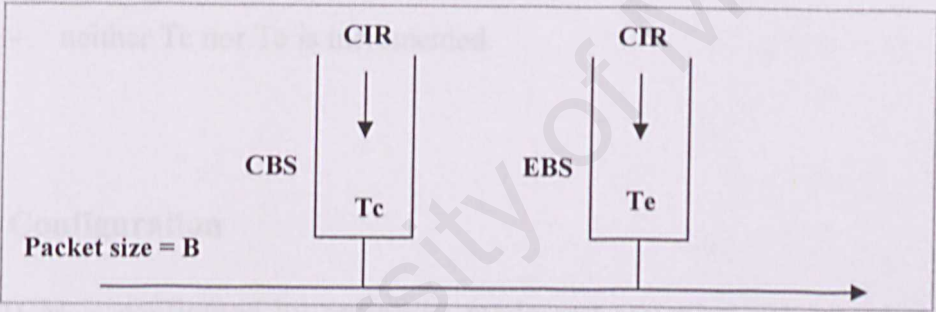 neither Tc nor Te is incremented.
CIR CIR
CBS EBS
Tc Te
Configuration
Packet size = B